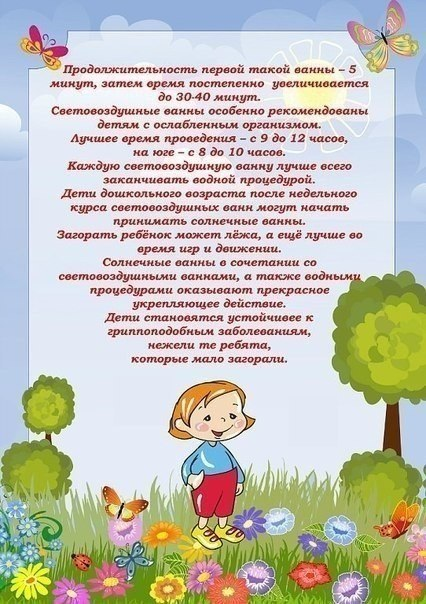 Продолжительность первой такой ванны – 5
минут, затем время постепенно увеличивается
до 30-40 минут.
Световоздушные ванны особенно рекомендованы
детям с ослабленным организмом.
Лучшее время проведения – с 9 до 12 часов,
на юге – с 8 до 10 часов.
Каждую световоздушную ванну лучше всего
заканчивать водной процедурой.
Дети дошкольного возраста после недельного
курса световоздушных ванн могут начать
принимать солнечные ванны.
Загорать ребёнок может лёжа, а ещё лучше во
время игр и движении.
Солнечные ванны в сочетании со
световоздушными ваннами, а также водными
процедурами оказывают прекрасное
укрепляющее действие.
Дети становятся устойчивее к
гриппоподобным заболеваниям,
нежели те ребята,
которые мало загорали.